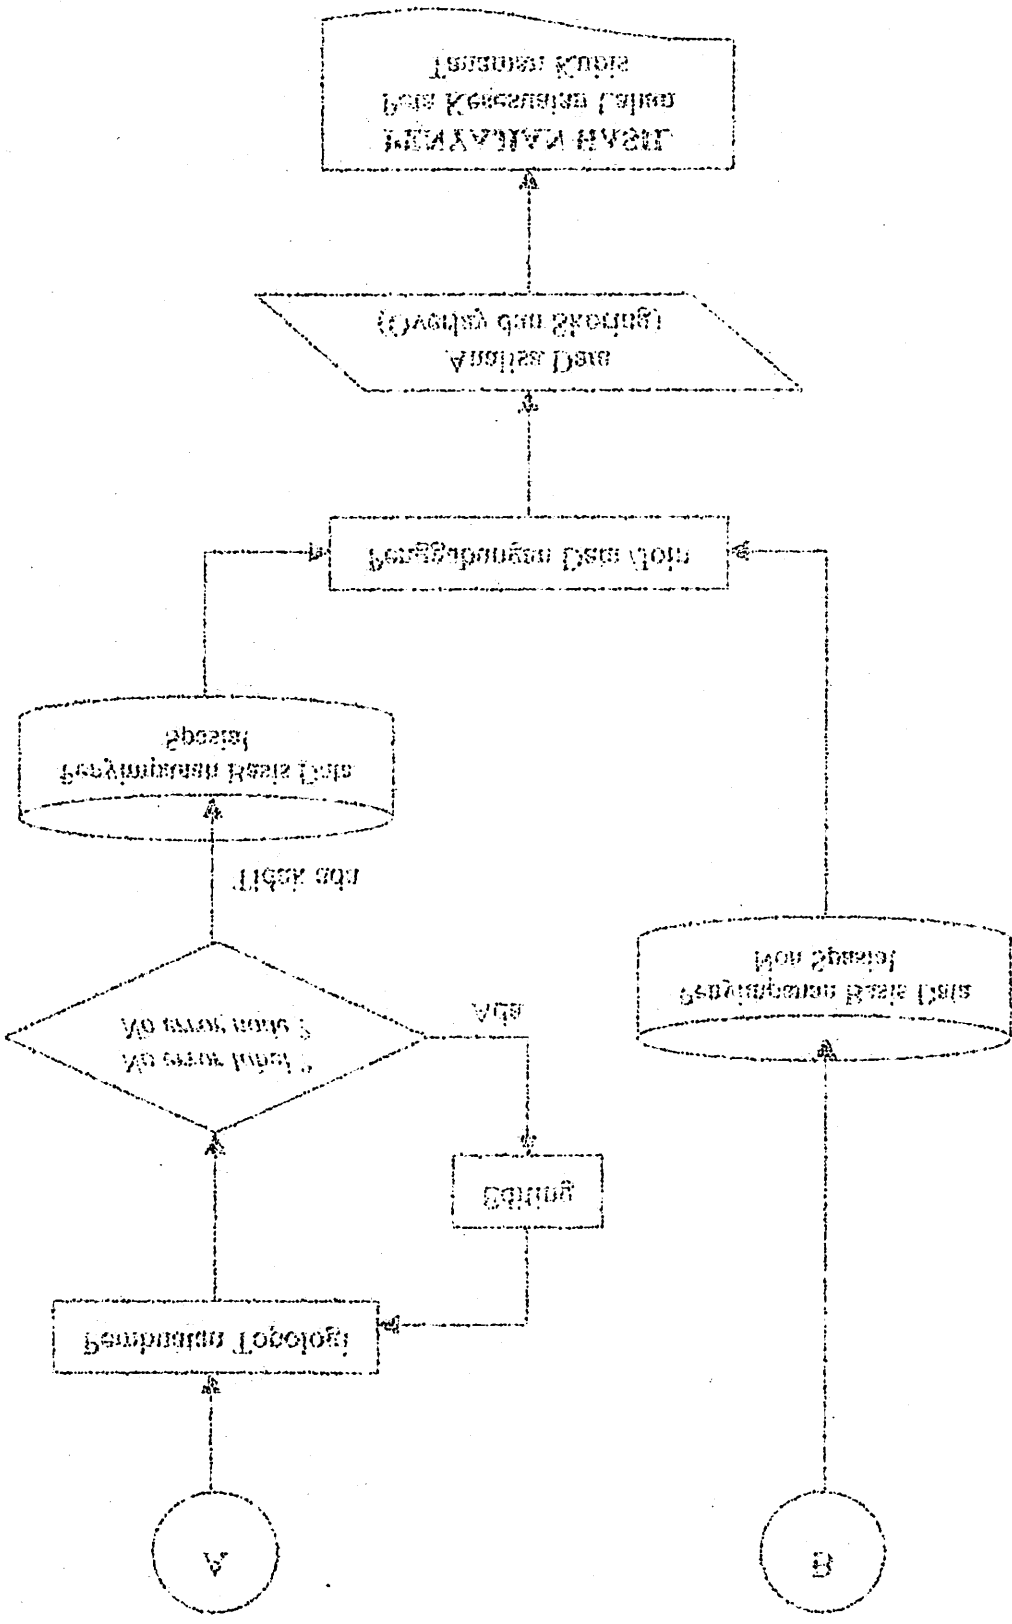 A
B
Pembuatan Topologi
Editing
No error label ?
No error node ?
Ada
Tidak ada
Penyimpanan Basis Data
Spasial
Penyimpanan Basis Data
Non Spasial
Penggabungan Data /Join
Analisa Data
(Overlay dan Skoring)
PENYAJIAN HASIL
Peta Kesesuaian Lahan
Tanaman Kubis